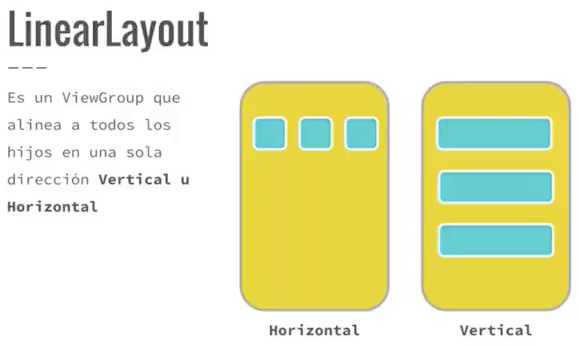 LinearLayout
Es un ViewGroup que
alinea a todos los
hijos en una sola
dirección Vertical u
Horizontal
Horizontal
Vertical